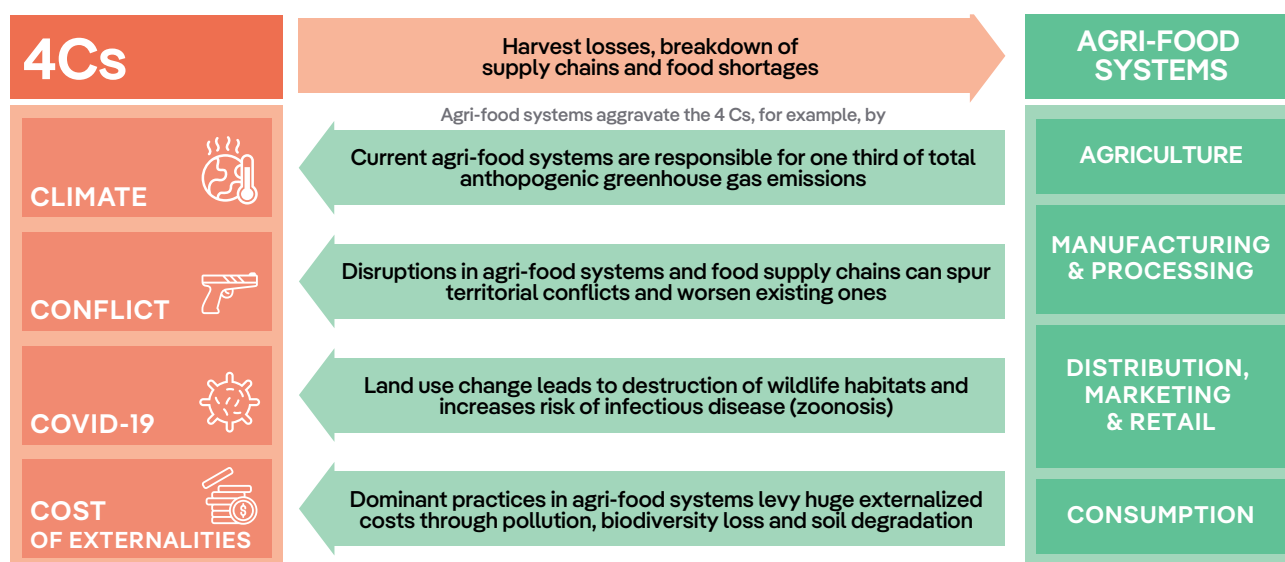 4Cs
Harvest losses, breakdown of
supply chains and food shortages
AGRI-FOOD
SYSTEMS
Agri-food systems aggravate the 4 Cs, for example, by
CLIMATE
Current agri-food systems are responsible for one third of total
anthopogenic greenhouse gas emissions
AGRICULTURE
CONFLICT
Disruptions in agri-food systems and food supply chains can spur
territorial conflicts and worsen existing ones
MANUFACTURING
& PROCESSING
COVID-19
Land use change leads to destruction of wildlife habitats and
increases risk of infectious disease (zoonosis)
DISTRIBUTION,
MARKETING
& RETAIL
COST
OF EXTERNALITIES
$
Dominant practices in agri-food systems levy huge externalized
costs through pollution, biodiversity loss and soil degradation
CONSUMPTION